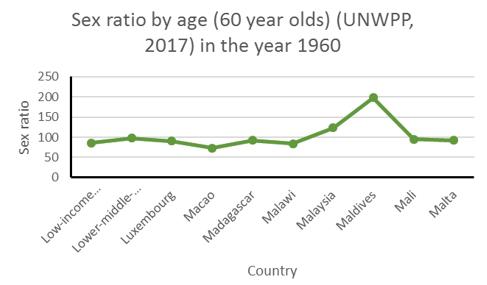 Sex ratio by age (60 year olds) (UNWPP,
2017) in the year 1960
250
200
150
100
50
0
Sex ratio
Low-income...
Lower-middle-...
Luxembourg
Macao
Madagascar
Malawi
Malaysia
Maldives
Mali
Malta
Country